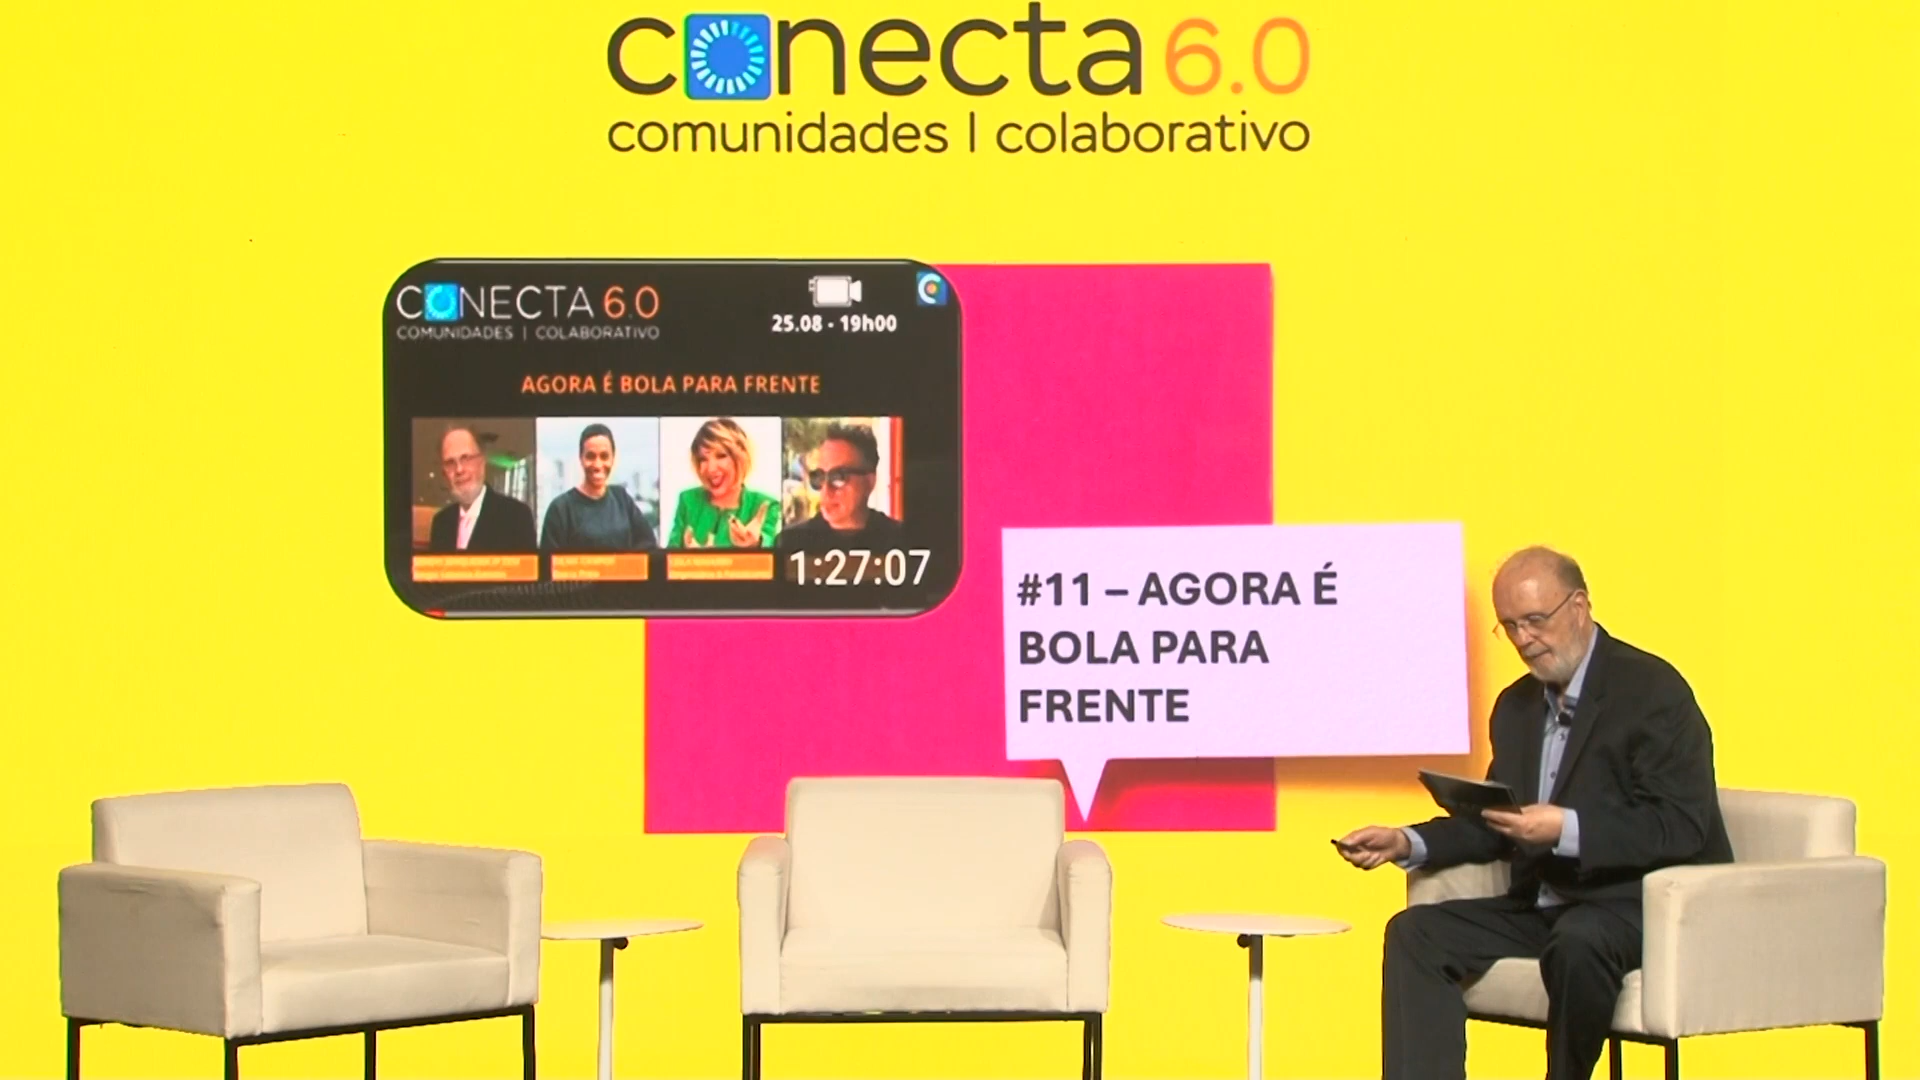 conecta 6.0
comunidades | colaborativo
CONECTA 6.0
COMUNIDADES | COLABORATIVO
25.08 - 19h00
AGORA É BOLA PARA FRENTE
1:27:07
#11 – AGORA É
BOLA PARA
FRENTE